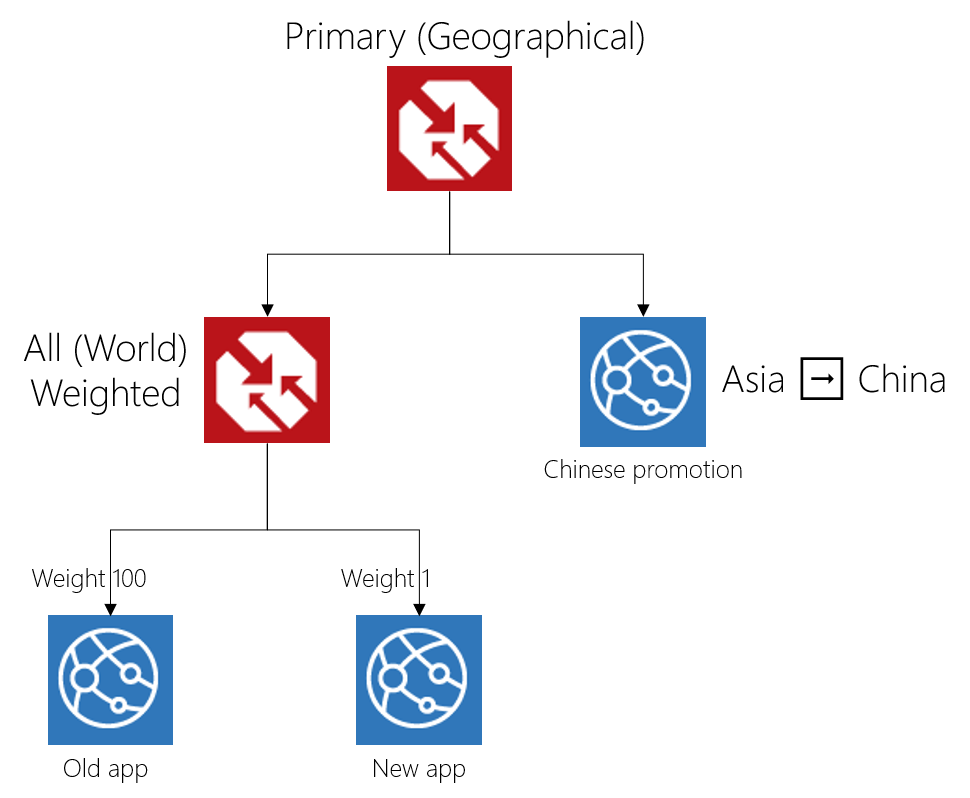 Primary (Geographical)
All (World)
Weighted
Asia → China
Chinese promotion
Weight 100
Weight 1
Old app
New app